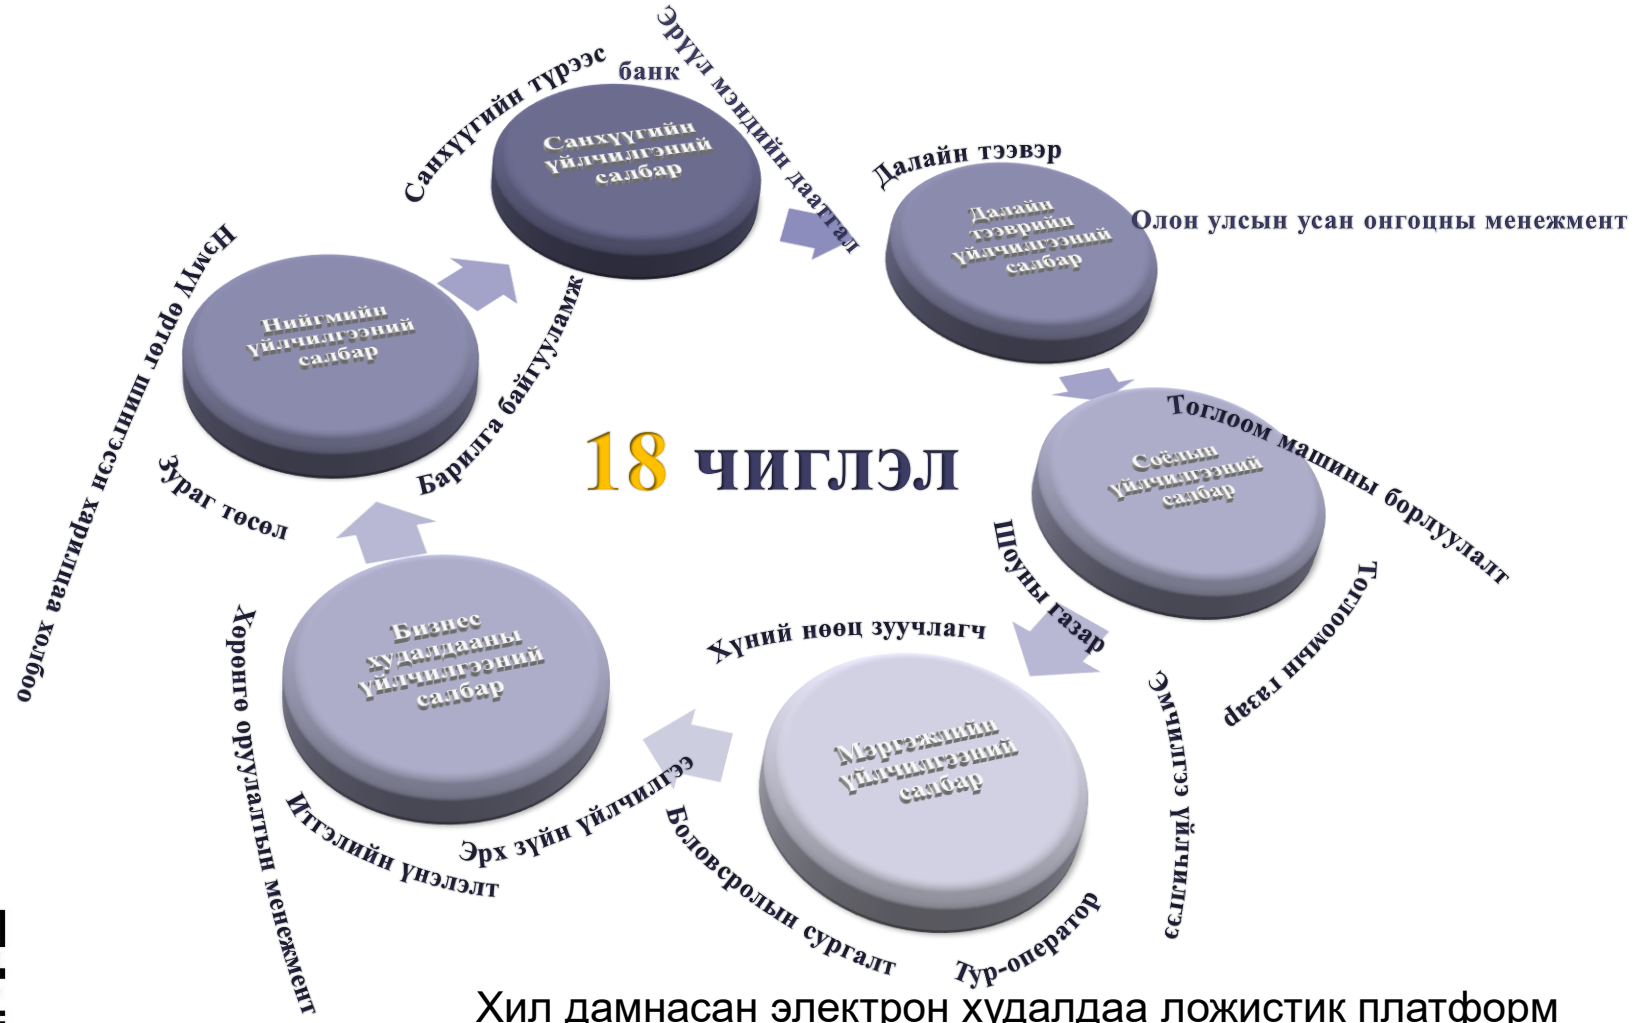 Санхүүгийн түрээс
банк
Эрүүл мэндийн даатгал
Санхүүгийн
үйлчилгэний
салбар
Далайн тээвэр
Олон улсын усан онгоцны менежмент
Далайн
тээврийн
үйлчилгээний
салбар
Нэмүү өртөг шингэсэн харилцаа холбоо
Нийгмийн
үйлчилгээний
салбар
Зураг төсөл
Барилга байгууламж
18 чиглэл
Тоглоом машины борлуулалт
Соёлын
үйлчилгээний
салбар
Шоуны газар
Тоглоомын газар
Бизнес
худалдааны
үйлчилгээний
салбар
Хөрөнгө оруулалтын менежмент
Итгэлийн үнэлэлт
Эрх зүйн үйлчилгээ
Хүний нөөц зуучлагч
Мэргэжлийн
үйлчилгээний
салбар
Эмчилгээ үйлчилгээ
Боловсролын сургалт
Тур-оператор
Хил дамнасан электрон худалдаа ложистик платформ